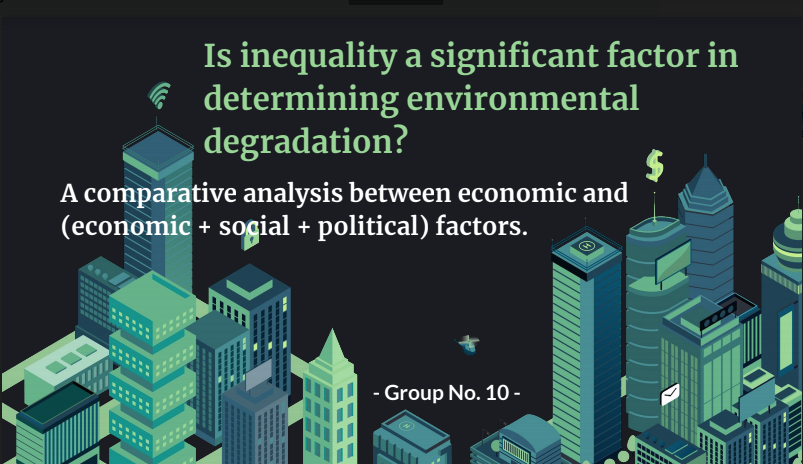 Is inequality a significant factor in
determining environmental
degradation?
A comparative analysis between economic and
(economic + social + political) factors.
- Group No. 10 -